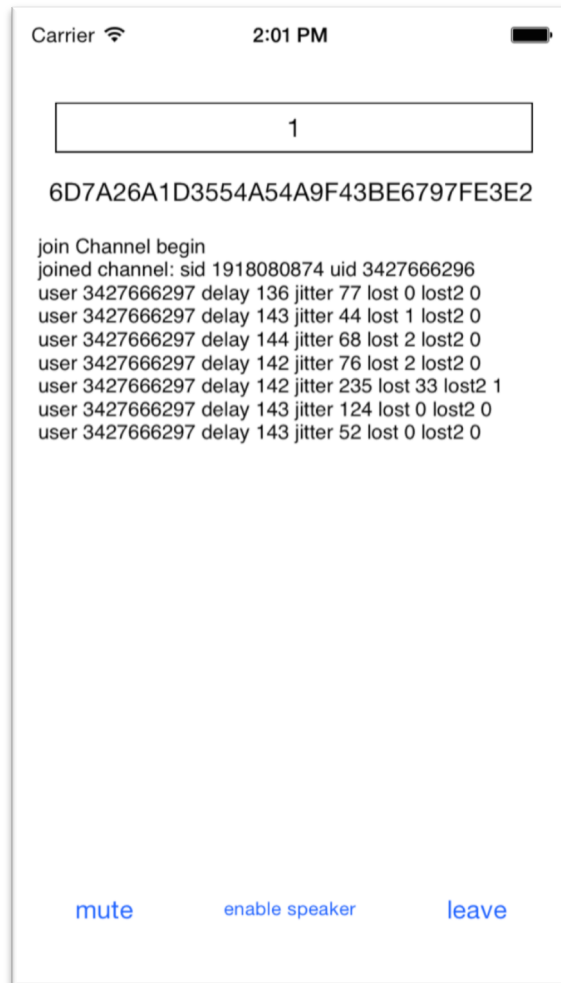 Carrier 2:01 PM
1
6D7A26A1D3554A54A9F43BE6797FE3E2
join Channel begin
joined channel: sid 1918080874 uid 3427666296
user 3427666297 delay 136 jitter 77 lost 0 lost2 0
user 3427666297 delay 143 jitter 44 lost 1 lost2 0
user 3427666297 delay 144 jitter 68 lost 2 lost2 0
user 3427666297 delay 142 jitter 76 lost 2 lost2 0
user 3427666297 delay 142 jitter 235 lost 33 lost2 1
user 3427666297 delay 143 jitter 124 lost 0 lost2 0
user 3427666297 delay 143 jitter 52 lost 0 lost2 0
mute enable speaker leave